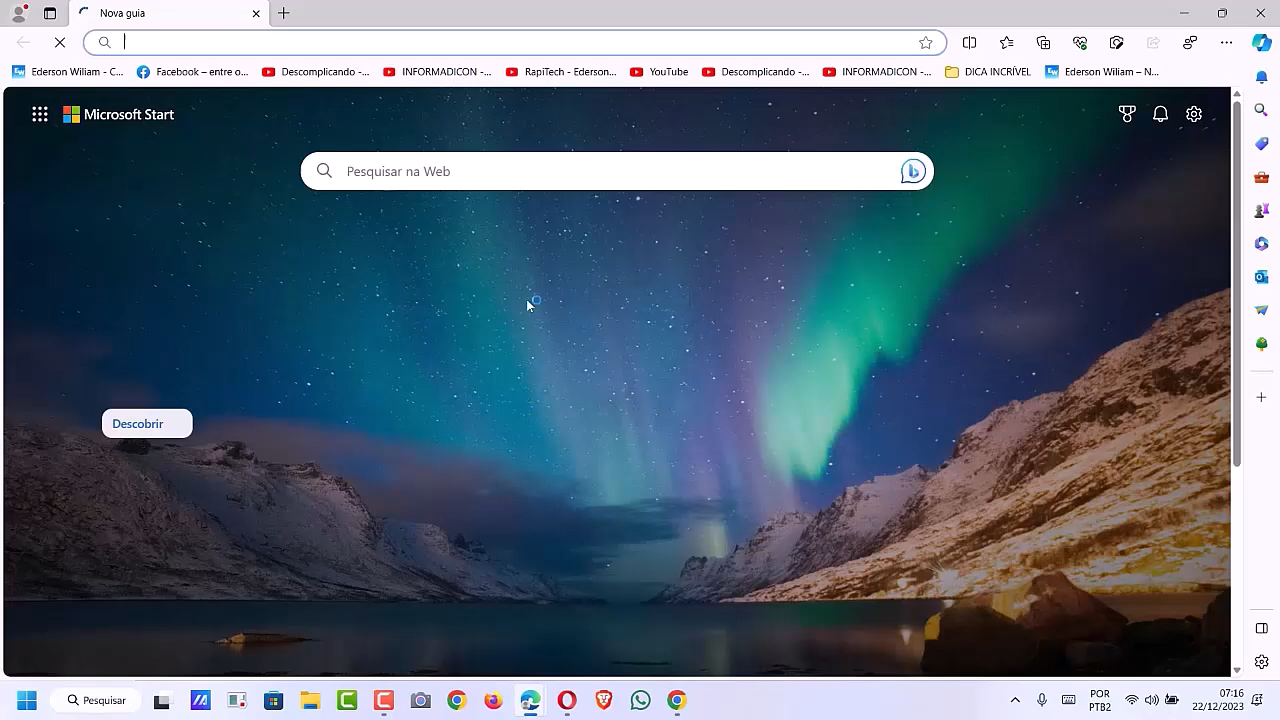 Nova guia
Ederson Wiliam - C...
Facebook – entre o...
Descomplicando....
INFORMADICON -...
RapiTech - Ederson...
YouTube
Descomplicando -...
INFORMADICON -...
DICA INCRÍVEL
Ederson Wiliam – N...
Microsoft Start
Pesquisar na Web
Descobrir
Pesquisar
POR
PTB2
07:16
22/12/2023